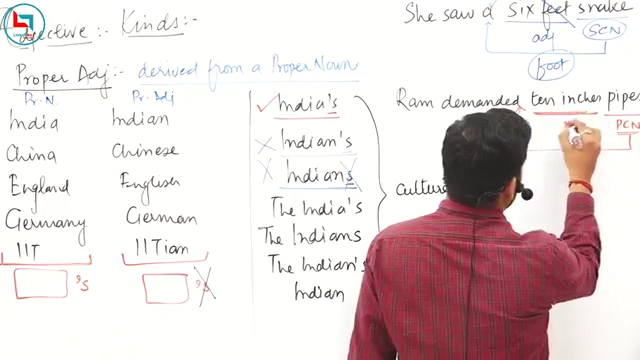 Adjective :- Kinds :-
Proper Adj :- derived from a Proper Noun
Pr. N. Pr. Adj
India Indian
China Chinese
England English
Germany German
IIT IITian
's 's
India's
Indian's
Indians
The India's
The Indians
The Indian's
Indian
She saw a Six feet snake
adj SCN
foot
Ram demanded ten inches pipes
PCN